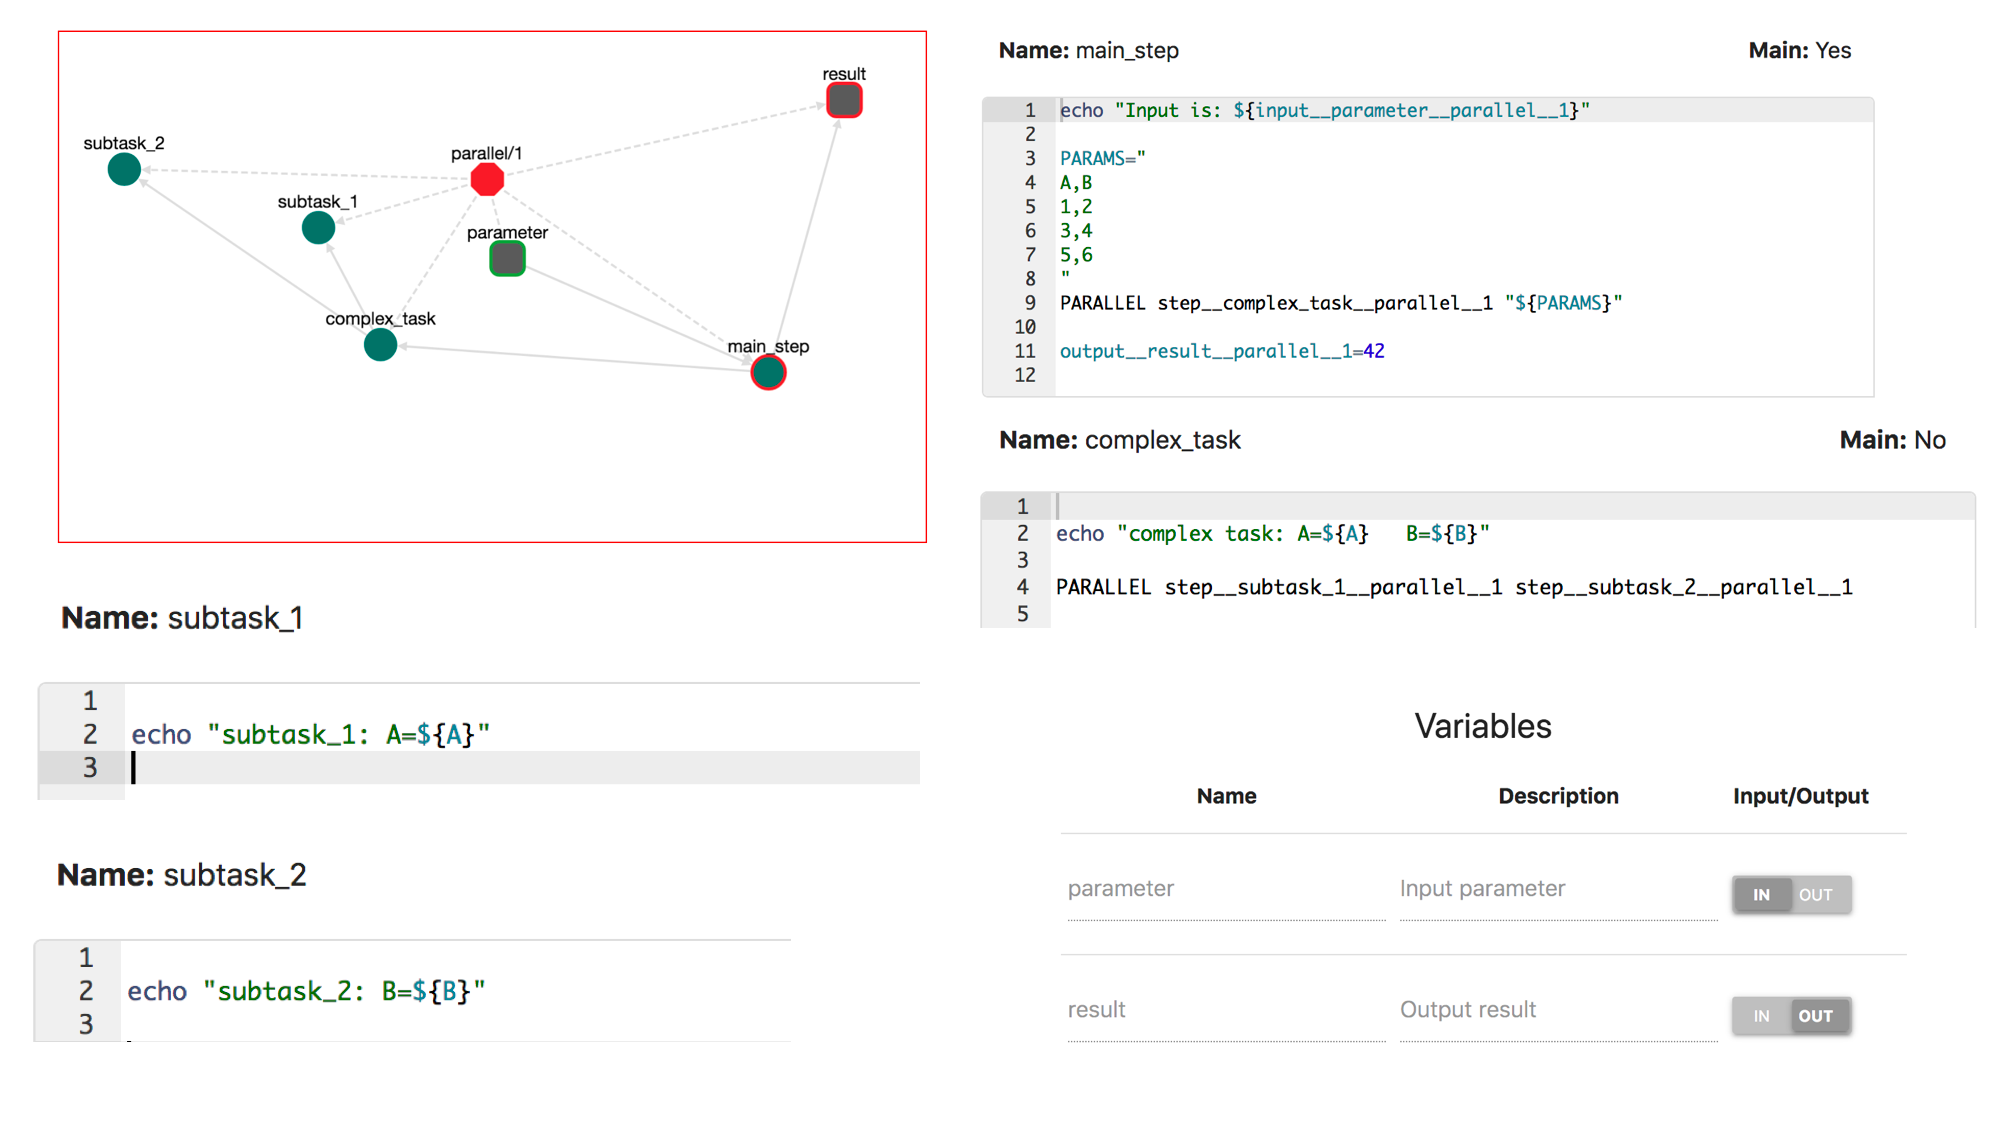 result
subtask_2
parallel/1
subtask_1
parameter
complex_task
main_step
Name: subtask_1
1
2 echo "subtask_1: A=${A}"
3
Name: subtask_2
1
2 echo "subtask_2: B=${B}"
3
Name: main_step Main: Yes
1 echo "Input is: ${input__parameter__parallel__1}"
2
3 PARAMS="
4 A,B
5 1,2
6 3,4
7 5,6
8 "
9 PARALLEL step__complex_task__parallel__1 "${PARAMS}"
10
11 output__result__parallel__1=42
12
Name: complex_task Main: No
1
2 echo "complex task: A=${A}   B=${B}"
3
4 PARALLEL step__subtask_1__parallel__1 step__subtask_2__parallel__1
5
Variables
Name Description Input/Output
parameter Input parameter IN OUT
result Output result IN OUT